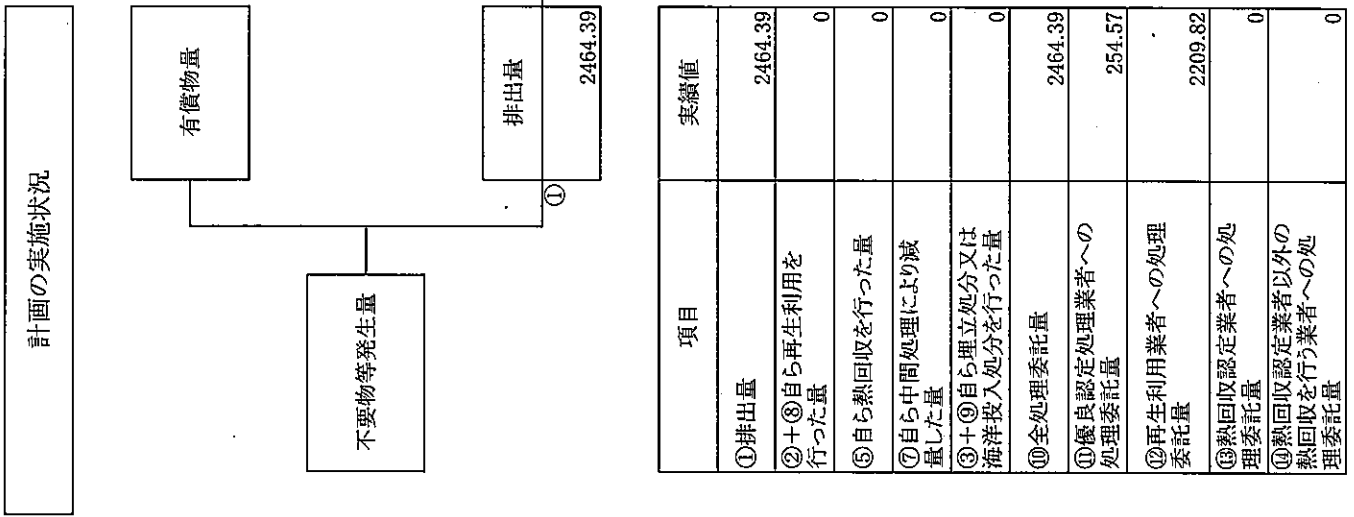 計画の実施状況
有償物量
不要物等発生量
排出量
2464.39
①
項目
実績値
①排出量
2464.39
②+⑧自ら再生利用を
行った量
0
⑤自ら熱回収を行った量
0
⑦自ら中間処理により減
量した量
0
③+⑨自ら埋立処分又は
海洋投入処分を行った量
0
⑩全処理委託量
2464.39
⑪優良認定処理業者への
処理委託量
254.57
⑫再生利用業者への処理
委託量
2209.82
⑬熱回収認定業者への処
理委託量
0
⑭熱回収認定業者以外の
熱回収を行う業者への処
理委託量
0